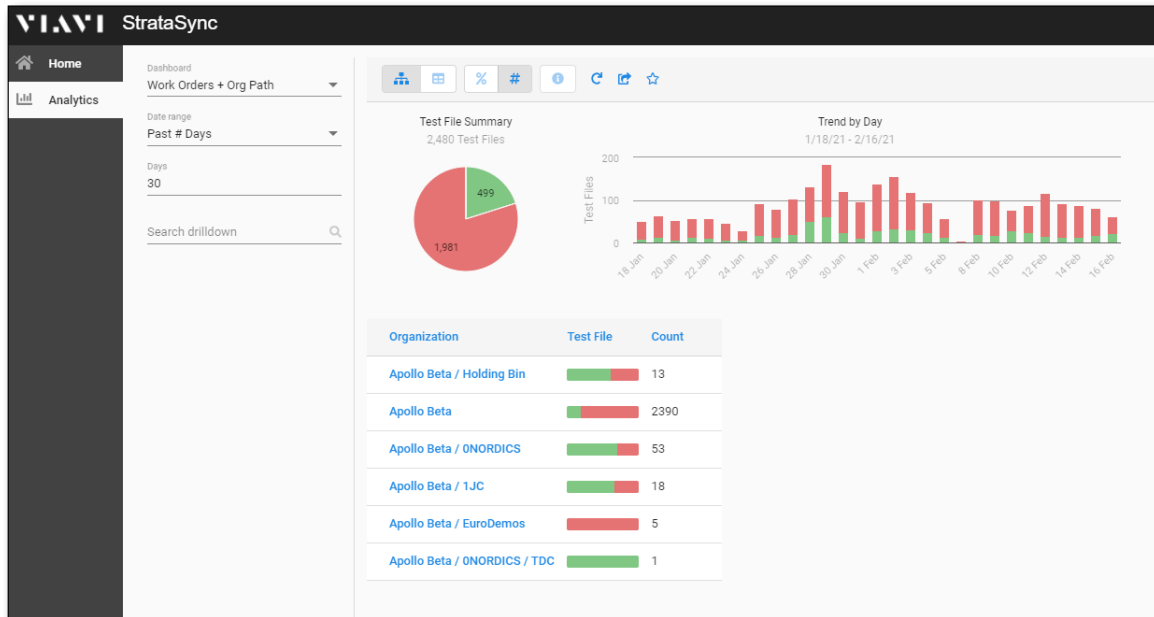 VIAVI StrataSync
Home
Analytics
Dashboard
Work Orders + Org Path
Date range
Past # Days
Days
30
Search drilldown
% #
Test File Summary
2,480 Test Files
499
1,981
Trend by Day
1/18/21 - 2/16/21
Test Files
200
100
0
18 Jan 20 Jan 22 Jan 24 Jan 26 Jan 28 Jan 30 Jan 1 Feb 3 Feb 5 Feb 8 Feb 10 Feb 12 Feb 14 Feb 16 Feb
Organization Test File Count
Apollo Beta / Holding Bin 13
Apollo Beta 2390
Apollo Beta / 0NORDICS 53
Apollo Beta / 1JC 18
Apollo Beta / EuroDemos 5
Apollo Beta / 0NORDICS / TDC 1